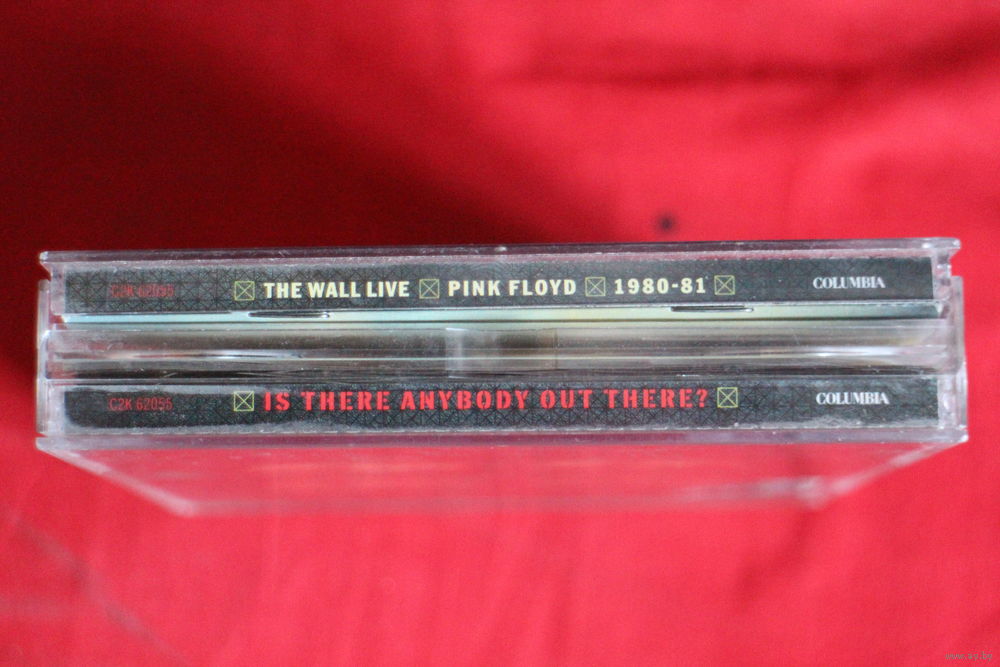 C2K 62055 THE WALL LIVE PINK FLOYD 1980-81 COLUMBIA
C2K 62055 IS THERE ANYBODY OUT THERE? COLUMBIA
www.ay.by